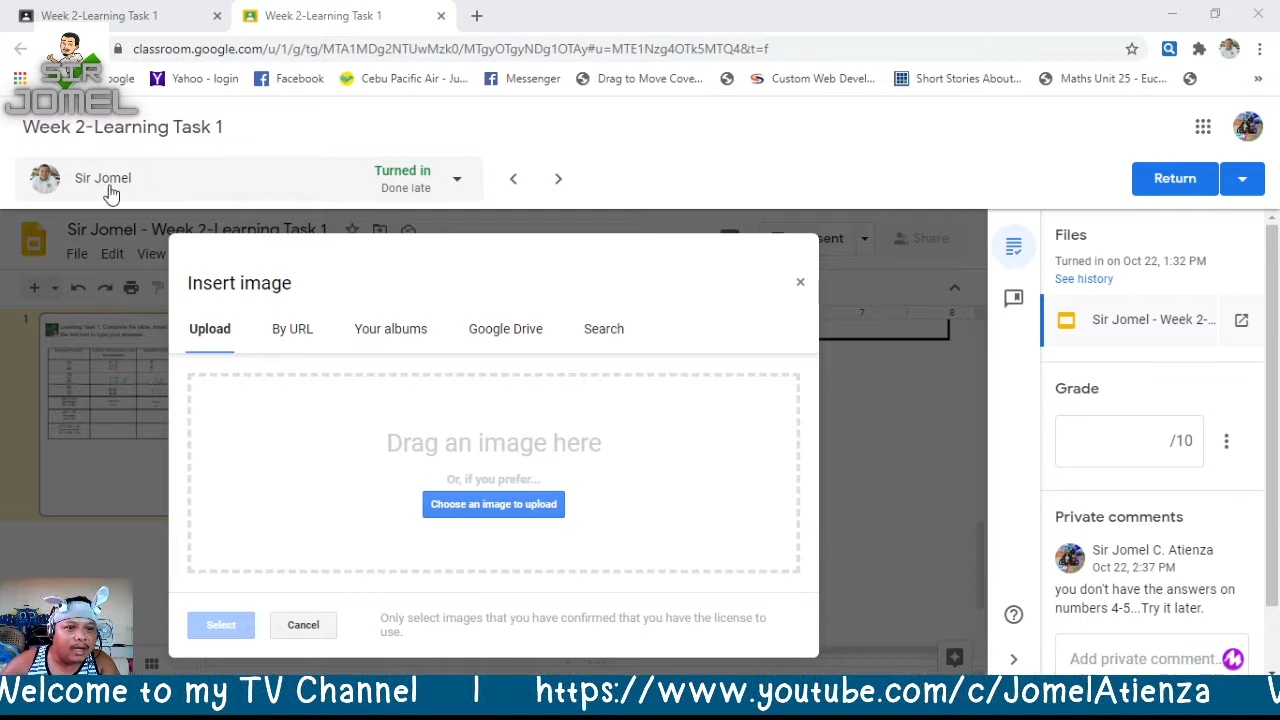 Week 2-Learning Task 1
Week 2-Learning Task 1
classroom.google.com/u/1/g/tg/MTA1MDg2NTUwMzk0/MTgyOTgyNDg1OTAy#u=MTE1Nzg4OTk5MTQ4&t=f
Yahoo - login
Facebook
Cebu Pacific Air - Ju...
Messenger
Drag to Move Cove...
Custom Web Devel...
Short Stories About...
Maths Unit 25 - Euc...
»
SIR
JOMEL
Week 2-Learning Task 1
Sir Jomel
Turned in
Done late
Return
Sir Jomel - Week 2-Learning Task 1
File Edit View
Share
Insert image
Upload By URL Your albums Google Drive Search
Drag an image here
Or, if you prefer...
Choose an image to upload
Select
Cancel
Only select images that you have confirmed that you have the license to
use.
7 8
1
Files
Turned in on Oct 22, 1:32 PM
See history
Sir Jomel - Week 2-...
Grade
/10
Private comments
Sir Jomel C. Atienza
Oct 22, 2:37 PM
you don't have the answers on
numbers 4-5...Try it later.
Add private comment...
Welcome to my TV Channel | https://www.youtube.com/c/JomelAtienza